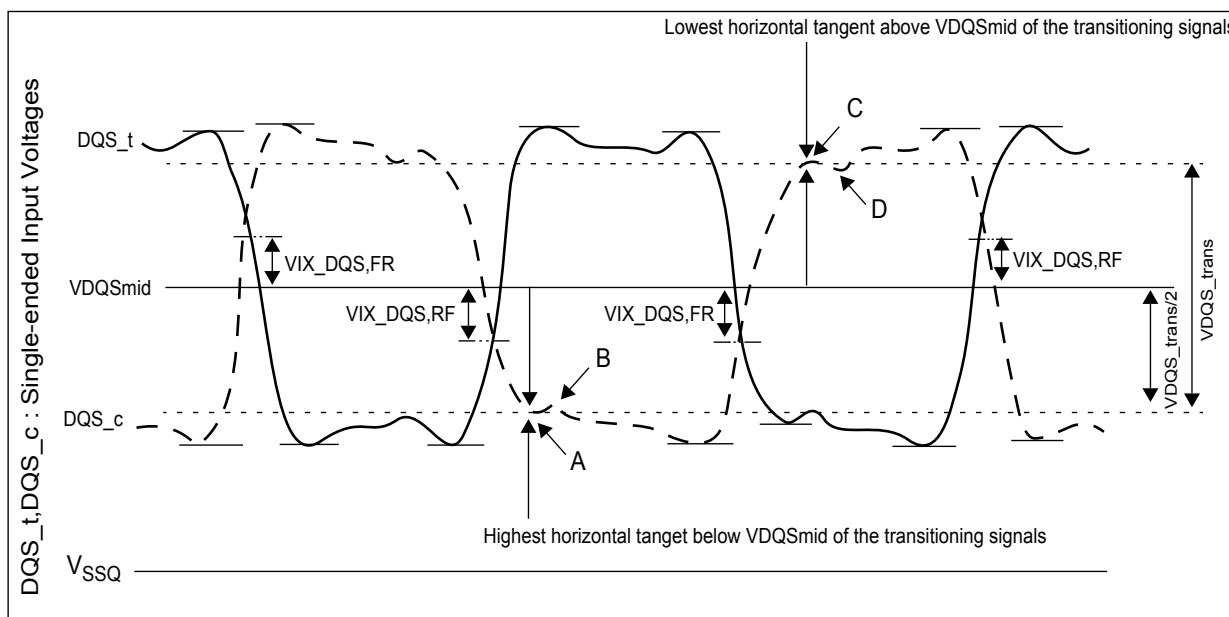 Lowest horizontal tangent above VDQSmid of the transitioning signals
DQS_t,DQS_c : Single-ended Input Voltages
DQS_t
C
D
VIX_DQS,FR
VIX_DQS,RF
VDQSmid
VIX_DQS,RF
VIX_DQS,FR
VDQS_trans/2
VDQS_trans
B
DQS_c
A
Highest horizontal tanget below VDQSmid of the transitioning signals
VSSQ